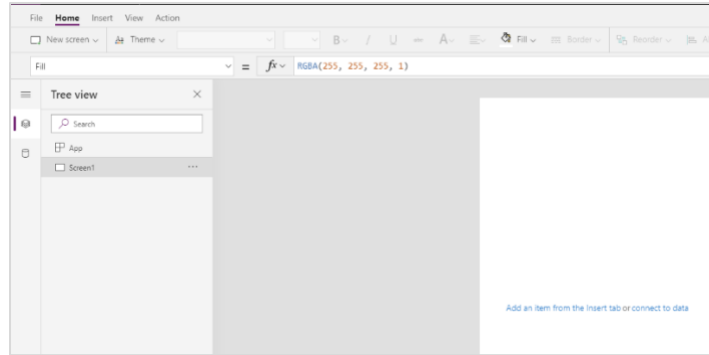 File Home Insert View Action
New screen Theme B I U A Fill Border Reorder
Fill = fx RGBA(255, 255, 255, 1)
Tree view
Search
App
Screen1 ...
Add an item from the Insert tab or connect to data